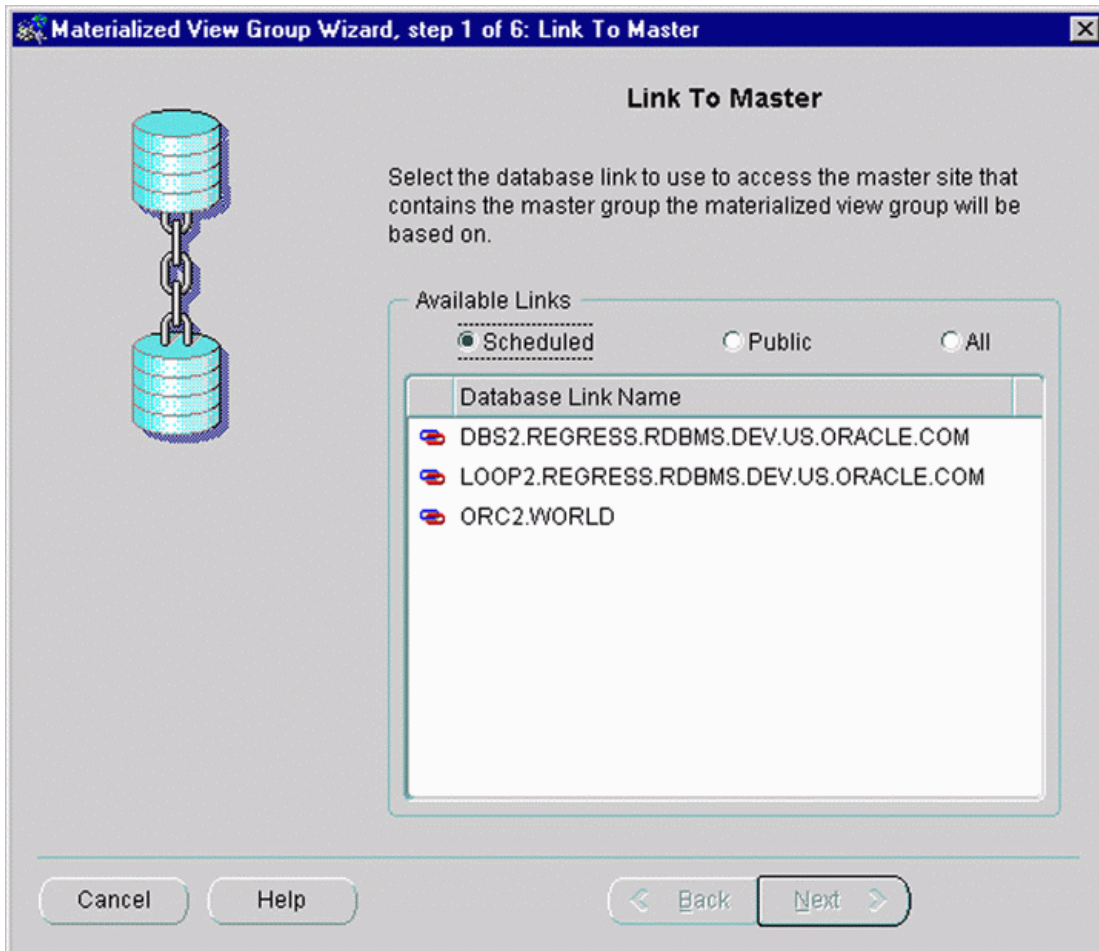 Materialized View Group Wizard, step 1 of 6: Link To Master
Link To Master
Select the database link to use to access the master site that
contains the master group the materialized view group will be
based on.
Available Links
Scheduled Public All
Database Link Name
DBS2.REGRESS.RDBMS.DEV.US.ORACLE.COM
LOOP2.REGRESS.RDBMS.DEV.US.ORACLE.COM
ORC2.WORLD
Cancel Help Back Next